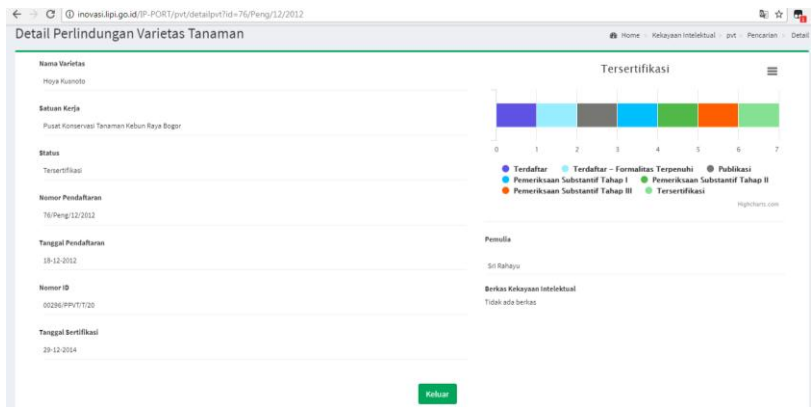 inovasi.lipi.go.id/IP-PORT/pvt/detailpvt?id=76/Peng/12/2012
Detail Perlindungan Varietas Tanaman
Home > Kekayaan Intelektual > pvt > Pencarian > Detail
Nama Varietas
Hoya Kusnoto
Satuan Kerja
Pusat Konservasi Tanaman Kebun Raya Bogor
Status
Tersertifikasi
Nomor Pendaftaran
76/Peng/12/2012
Tanggal Pendaftaran
18-12-2012
Nomor ID
00296/PPVT/T/20
Tanggal Sertifikasi
29-12-2014
Keluar
Tersertifikasi
0 1 2 3 4 5 6 7
Terdaftar Terdaftar – Formalitas Terpenuhi Publikasi
Pemeriksaan Substantif Tahap I Pemeriksaan Substantif Tahap II
Pemeriksaan Substantif Tahap III Tersertifikasi
Highcharts.com
Pemulia
Sri Rahayu
Berkas Kekayaan Intelektual
Tidak ada berkas